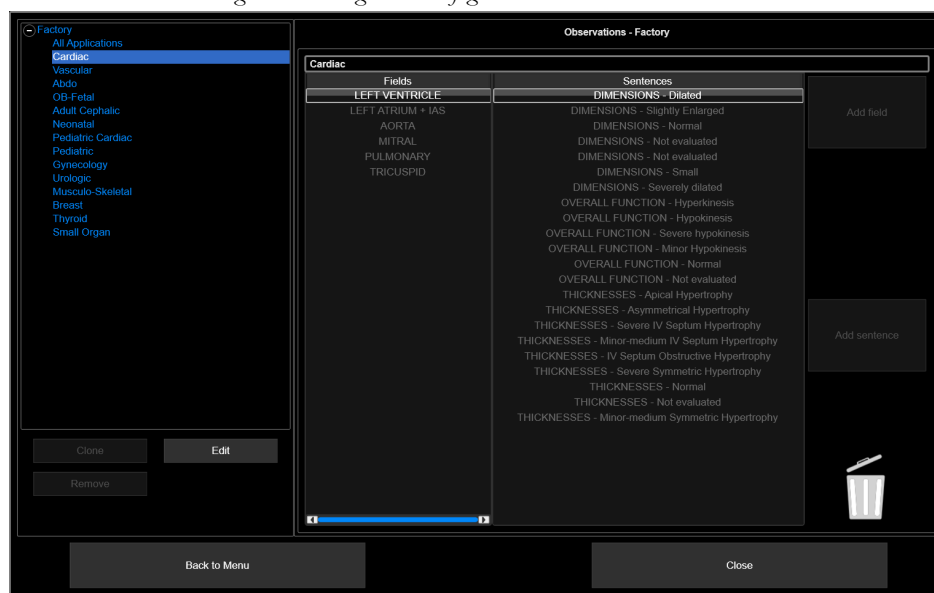 Factory
All Applications
Cardiac
Vascular
Abdo
OB-Fetal
Adult Cephalic
Neonatal
Pediatric Cardiac
Pediatric
Gynecology
Urologic
Musculo-Skeletal
Breast
Thyroid
Small Organ
Clone
Edit
Remove
Observations - Factory
Cardiac
Fields
LEFT VENTRICLE
LEFT ATRIUM + IAS
AORTA
MITRAL
PULMONARY
TRICUSPID
Sentences
DIMENSIONS - Dilated
DIMENSIONS - Slightly Enlarged
DIMENSIONS - Normal
DIMENSIONS - Not evaluated
DIMENSIONS - Not evaluated
DIMENSIONS - Small
DIMENSIONS - Severely dilated
OVERALL FUNCTION - Hyperkinesis
OVERALL FUNCTION - Hypokinesis
OVERALL FUNCTION - Severe hypokinesis
OVERALL FUNCTION - Minor Hypokinesis
OVERALL FUNCTION - Normal
OVERALL FUNCTION - Not evaluated
THICKNESSES - Apical Hypertrophy
THICKNESSES - Asymmetrical Hypertrophy
THICKNESSES - Severe IV Septum Hypertrophy
THICKNESSES - Minor-medium IV Septum Hypertrophy
THICKNESSES - IV Septum Obstructive Hypertrophy
THICKNESSES - Severe Symmetric Hypertrophy
THICKNESSES - Normal
THICKNESSES - Not evaluated
THICKNESSES - Minor-medium Symmetric Hypertrophy
Add field
Add sentence
Back to Menu
Close